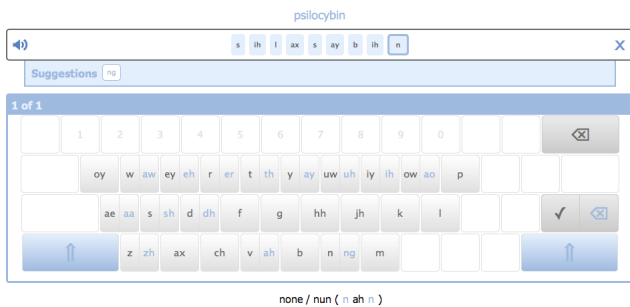 psilocybin
s ih l ax s ay b ih n X
Suggestions ng
1 of 1
1 2 3 4 5 6 7 8 9 0
oy w aw ey eh r er t th y ay uw uh iy ih ow ao p
ae aa s sh d dh f g hh jh k l ✓
z zh ax ch v ah b n ng m
none / nun ( n ah n )